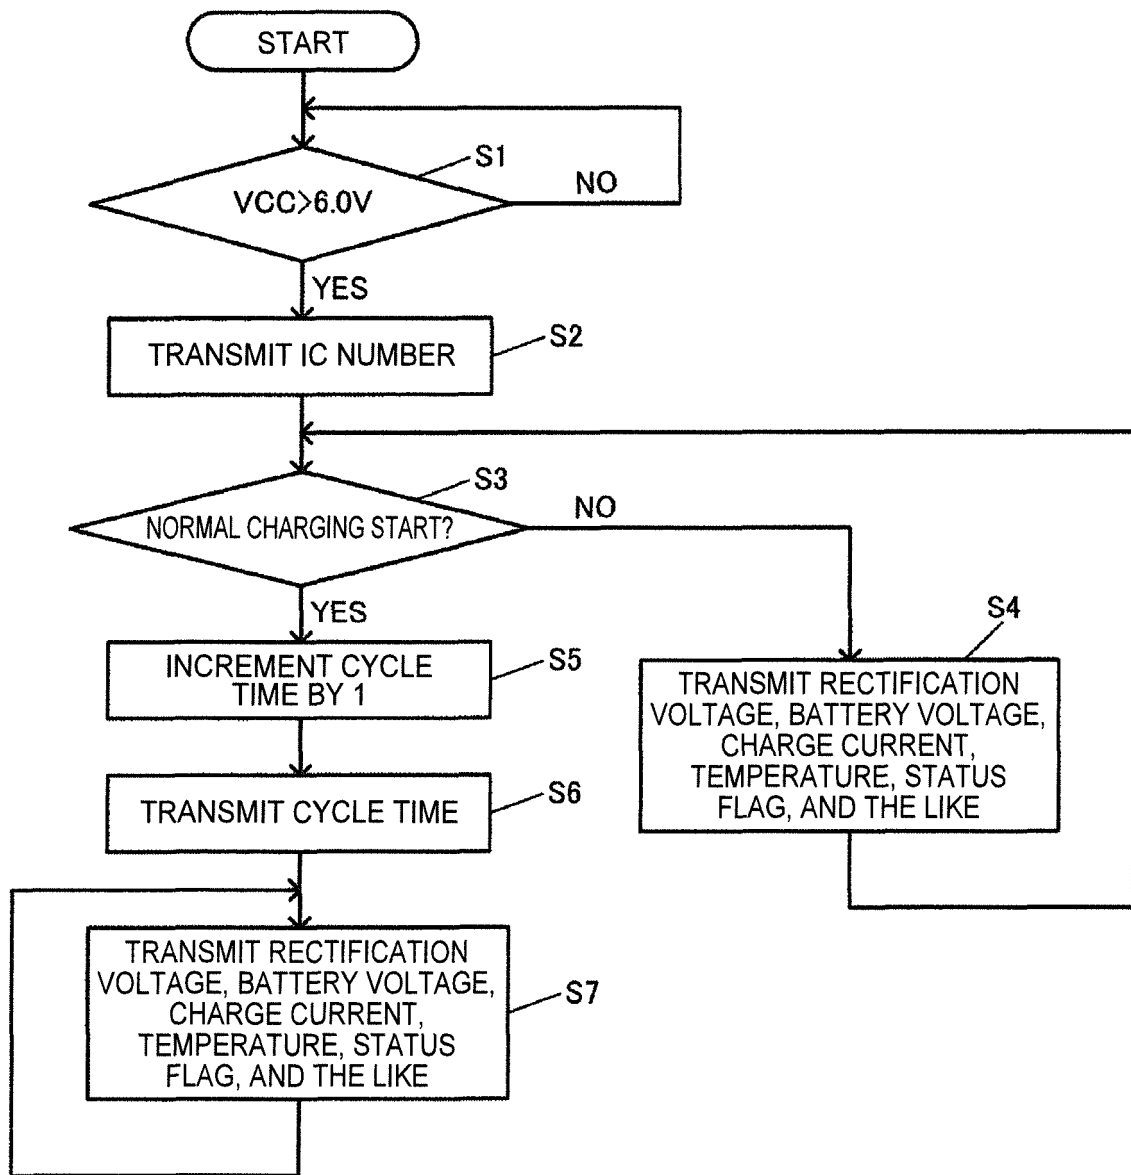 START
S1
VCC>6.0V
NO
YES
TRANSMIT IC NUMBER
S2
S3
NORMAL CHARGING START?
NO
YES
S4
TRANSMIT RECTIFICATION
VOLTAGE, BATTERY VOLTAGE,
CHARGE CURRENT,
TEMPERATURE, STATUS
FLAG, AND THE LIKE
INCREMENT CYCLE
TIME BY 1
S5
TRANSMIT CYCLE TIME
S6
TRANSMIT RECTIFICATION
VOLTAGE, BATTERY VOLTAGE,
CHARGE CURRENT,
TEMPERATURE, STATUS
FLAG, AND THE LIKE
S7